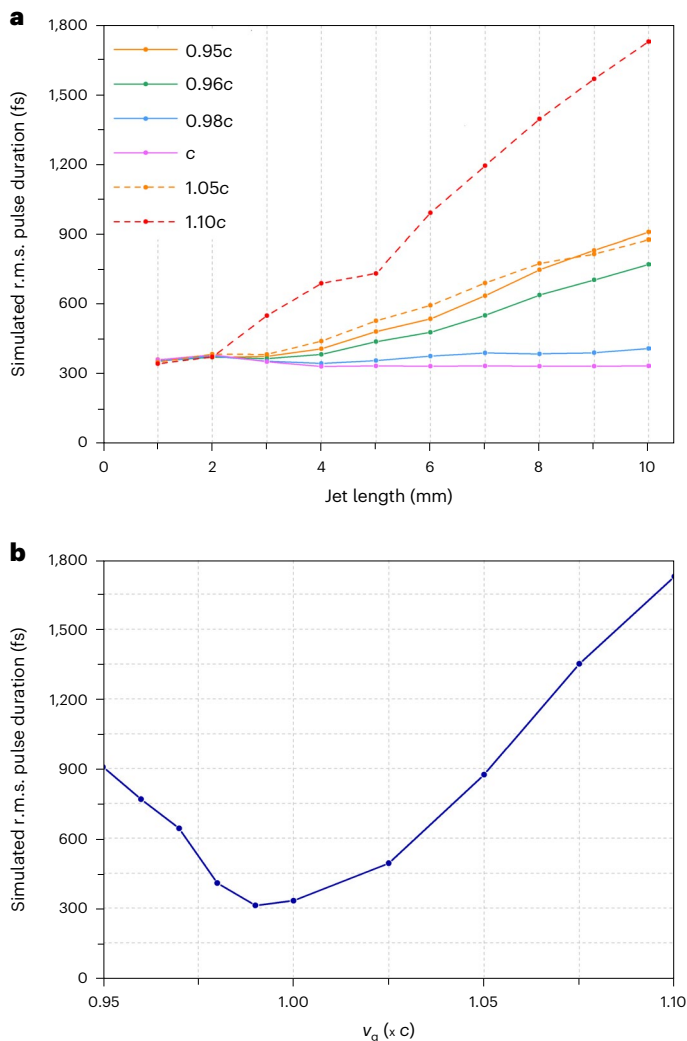 a
Simulated r.m.s. pulse duration (fs)
1,800
1,500
1,200
900
600
300
0
0.95c
0.96c
0.98c
c
1.05c
1.10c
0 2 4 6 8 10
Jet length (mm)
b
Simulated r.m.s. pulse duration (fs)
1,800
1,500
1,200
900
600
300
0
0.95 1.00 1.05 1.10
v_g (x c)